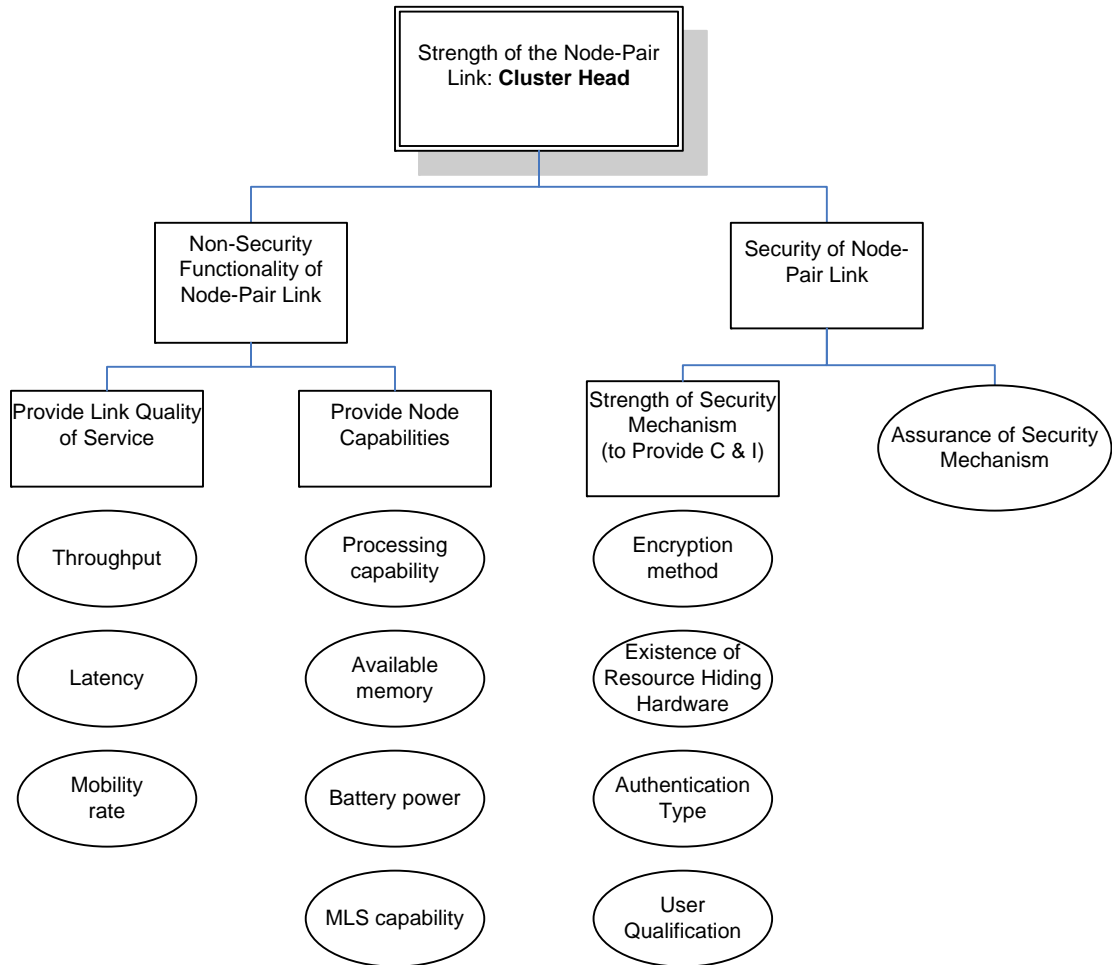 Strength of the Node-Pair
Link: Cluster Head
Non-Security
Functionality of
Node-Pair Link
Security of Node-
Pair Link
Provide Link Quality
of Service
Provide Node
Capabilities
Strength of Security
Mechanism
(to Provide C & I)
Assurance of Security
Mechanism
Throughput
Processing
capability
Encryption
method
Latency
Available
memory
Existence of
Resource Hiding
Hardware
Mobility
rate
Battery power
Authentication
Type
MLS capability
User
Qualification